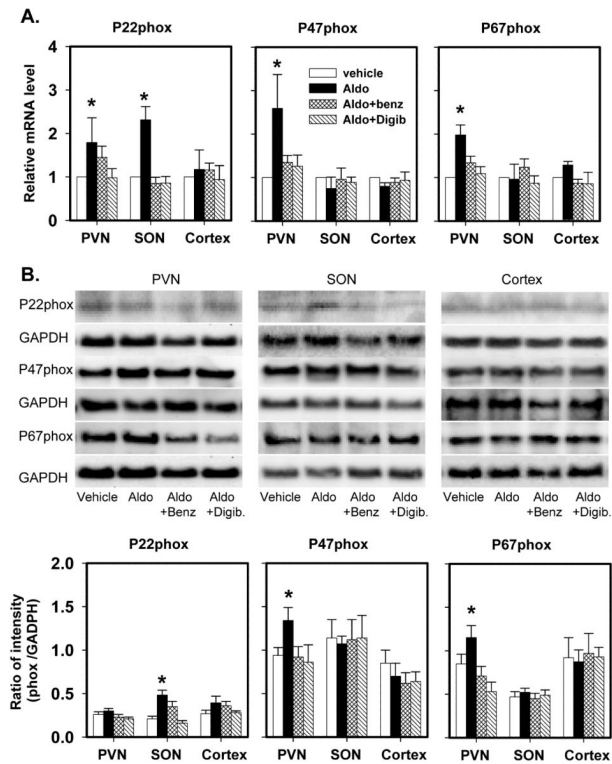 A.
P22phox P47phox P67phox
Relative mRNA level
4
3
2
1
0
* * * *
vehicle
Aldo
Aldo+benz
Aldo+Digib
PVN SON Cortex PVN SON Cortex PVN SON Cortex
B.
PVN SON Cortex
P22phox
GAPDH
P47phox
GAPDH
P67phox
GAPDH
Vehicle Aldo Aldo Aldo Vehicle Aldo Aldo Aldo Vehicle Aldo Aldo Aldo
+Benz +Digib. +Benz +Digib. +Benz +Digib.
P22phox P47phox P67phox
Ratio of intensity
(phox /GADPH)
2.0
1.5
1.0
0.5
0.0
* * *
PVN SON Cortex PVN SON Cortex PVN SON Cortex